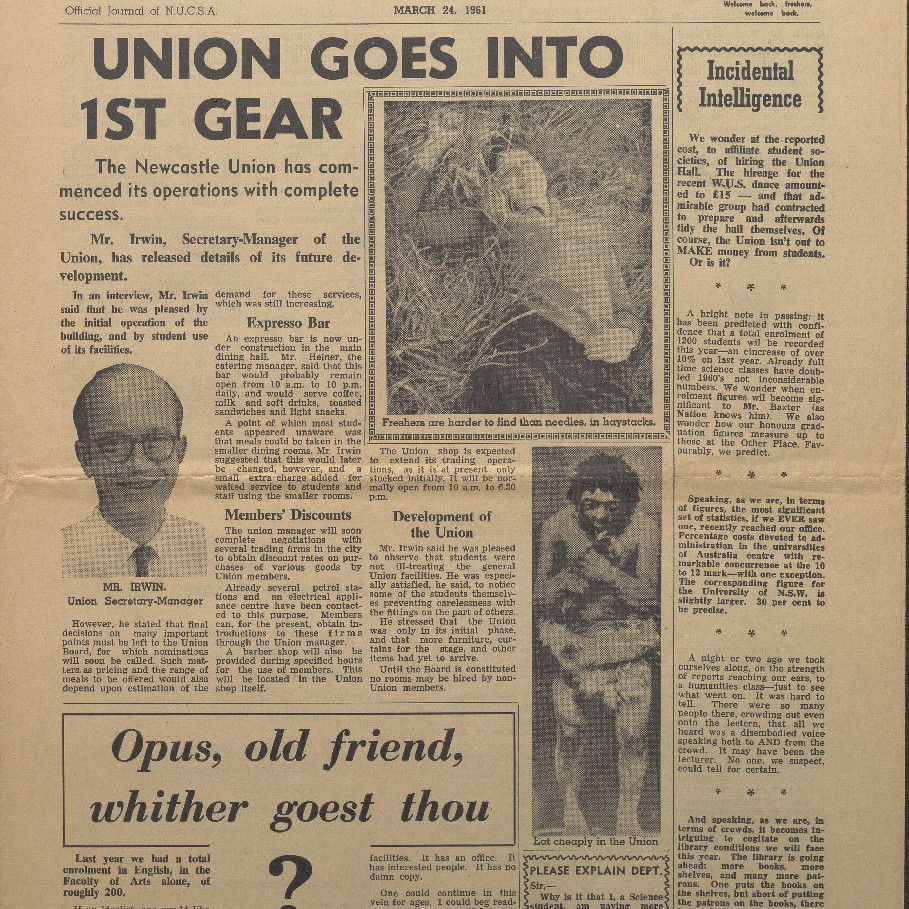 Official Journal of N.U.C.S.A.
MARCH 24. 1961
Welcome back, freshers,
welcome back.
UNION GOES INTO
1ST GEAR
The Newcastle Union has com-
menced its operations with complete
success.
Mr. Irwin, Secretary-Manager of the
Union, has released details of its future de-
velopment.
In an interview, Mr. Irwin
said that he was pleased by
the initial operation of the
building, and by student use
of its facilities.
MR. IRWIN.
Union Secretary-Manager
However, he stated that final
decisions on many important
points must be left to the Union
Board, for which nominations
will soon be called. Such mat-
ters as pricing and the range of
meals to be offered would also
depend upon estimation of the
demand for these services,
which was still increasing.
Expresso Bar
An expresso bar is now un-
der construction in the main
dining hall. Mr. Heiner, the
catering manager, said that this
bar would probably remain
open from 10 a.m. to 10 p.m.
daily, and would serve coffee,
milk and soft drinks, toasted
sandwiches and light snacks.
A point of which most stud-
ents appeared unaware was
that meals could be taken in the
smaller dining rooms. Mr. Irwin
suggested that this would later
be changed, however, and a
small extra charge added for
waited service to students and
staff using the smaller rooms.
Members' Discounts
The union manager will soon
complete negotiations with
several trading firms in the city
to obtain discount rates on pur-
chases of various goods by
Union members.
Already several petrol sta-
tions and an electrical appli-
ance centre have been contact-
ed to this purpose. Members
can, for the present, obtain in-
troductions to these firms
through the Union manager.
A barber shop will also be
provided during specified hours
for the use of members. This
will be located in the Union
shop itself.
Freshers are harder to find than needles, in haystacks.
The Union shop is expected
to extend its trading opera-
tions, as it is at present only
stocked initially. It will be nor-
mally open from 10 a.m. to 6.30
p.m.
Development of
the Union
Mr. Irwin said he was pleased
to observe that students were
not ill-treating the general
Union facilities. He was especi-
ally satisfied, he said, to notice
some of the students themselv-
es preventing carelessness with
the fittings on the part of others.
He stressed that the Union
was only in its initial phase,
and that more furniture, cur-
tains for the stage, and other
items had yet to arrive.
Until the Board is constituted
no rooms may be hired by non-
Union members.
Eat cheaply in the Union
Incidental
Intelligence
We wonder at the reported
cost, to affiliate student so-
cieties, of hiring the Union
Hall. The hireage for the
recent W.U.S. dance amount-
ed to £15 — and that ad-
mirable group had contracted
to prepare and afterwards
tidy the hall themselves. Of
course, the Union isn't out to
MAKE money from students.
Or is it?
* * *
A bright note in passing: it
has been predicted with confi-
dence that a total enrolment of
1200 students will be recorded
this year—an cincrease of over
10% on last year. Already full
time science classes have doub-
led 1960's not inconsiderable
numbers. We wonder when en-
rolment figures will become sig-
nificant to Mr. Baxter (as
Nation knows him). We also
wonder how our honours grad-
uation figures measure up to
those at the Other Place. Fav-
ourably, we predict.
* * *
Speaking, as we are, in terms
of figures, the most significant
set of statistics, if we EVER saw
one, recently reached our office.
Percentage costs devoted to ad-
ministration in the universities
of Australia centre with re-
markable concurrence at the 10
to 12 mark—with one exception.
The corresponding figure for
the University of N.S.W. is
slightly larger. 30 per cent to
be precise.
* * *
A night or two ago we took
ourselves along, on the strength
of reports reaching our ears, to
a humanities class—just to see
what went on. It was hard to
tell. There were so many
people there, crowding out even
onto the lectern, that all we
heard was a disembodied voice
speaking both to AND from the
crowd. It may have been the
lecturer. No one, we suspect,
could tell for certain.
* * *
And speaking, as we are, in
terms of crowds, it becomes in-
triguing to cogitate on the
library conditions we will face
this year. The library is going
ahead: more books, more
shelves, and many more pat-
rons. One puts the books on
the shelves, but short of putting
the patrons on the books, there
Opus, old friend,
whither goest thou
?
Last year we had a total
enrolment in English, in the
Faculty of Arts alone, of
roughly 200.
facilities. It has an office. It
has interested people. It has no
damn copy.
One could continue in this
vein for ages. I could beg read-
PLEASE EXPLAIN DEPT.
Sir,—
Why is it that I, a Science
student, am paying more